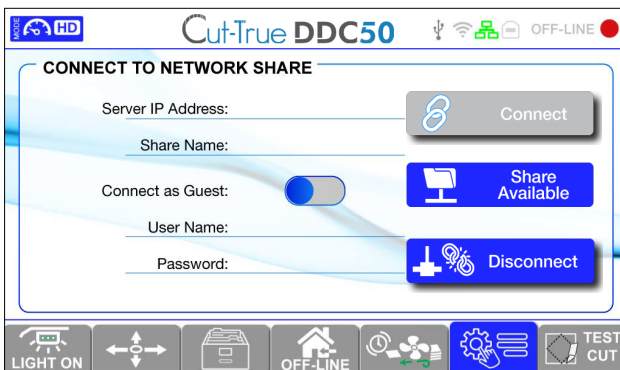 MODE
HD
Cut-True DDC50
OFF-LINE
CONNECT TO NETWORK SHARE
Server IP Address:
Connect
Share Name:
Share
Available
Connect as Guest:
User Name:
Password:
Disconnect
LIGHT ON
OFF-LINE
TEST
CUT